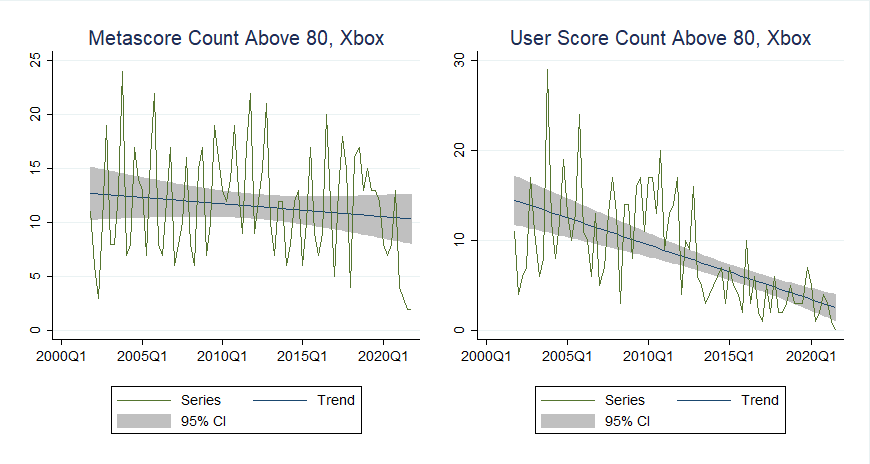 Metascore Count Above 80, Xbox
25
20
15
10
5
0
2000Q1 2005Q1 2010Q1 2015Q1 2020Q1
Series Trend
95% CI
User Score Count Above 80, Xbox
30
20
10
0
2000Q1 2005Q1 2010Q1 2015Q1 2020Q1
Series Trend
95% CI